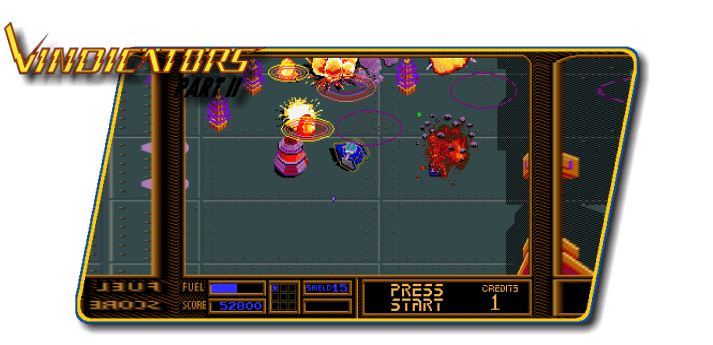 VINDICATORS
PART II
FUEL
SHIELD 15
PRESS START
CREDITS 1
SCORE 52800
FUEL
SCORE